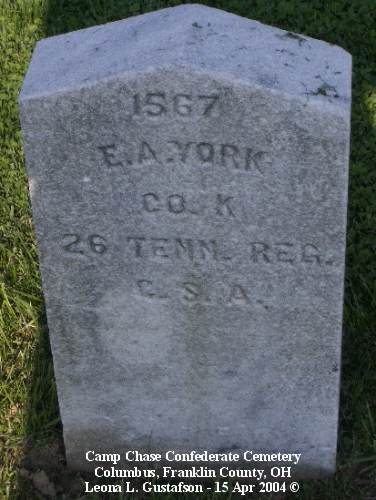 1567
E. A. YORK
CO. K
26 TENN. REG.
C. S. A.
Camp Chase Confederate Cemetery
Columbus, Franklin County, OH
Leona L. Gustafson - 15 Apr 2004 ©